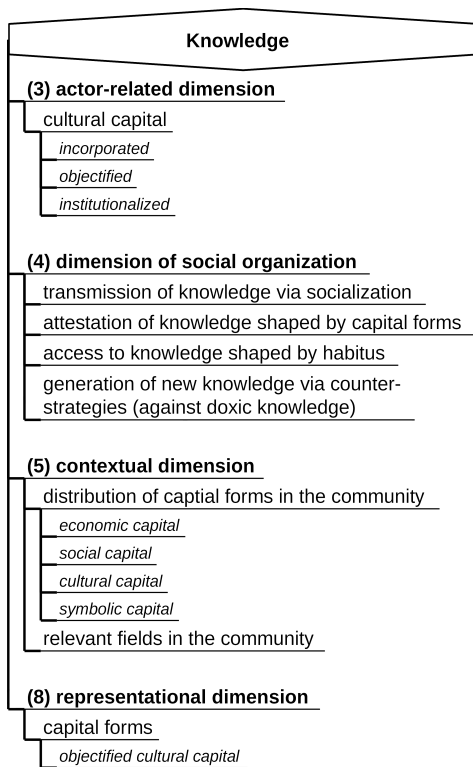 Knowledge
(3) actor-related dimension
cultural capital
incorporated
objectified
institutionalized
(4) dimension of social organization
transmission of knowledge via socialization
attestation of knowledge shaped by capital forms
access to knowledge shaped by habitus
generation of new knowledge via counter-
strategies (against doxic knowledge)
(5) contextual dimension
distribution of captial forms in the community
economic capital
social capital
cultural capital
symbolic capital
relevant fields in the community
(8) representational dimension
capital forms
objectified cultural capital